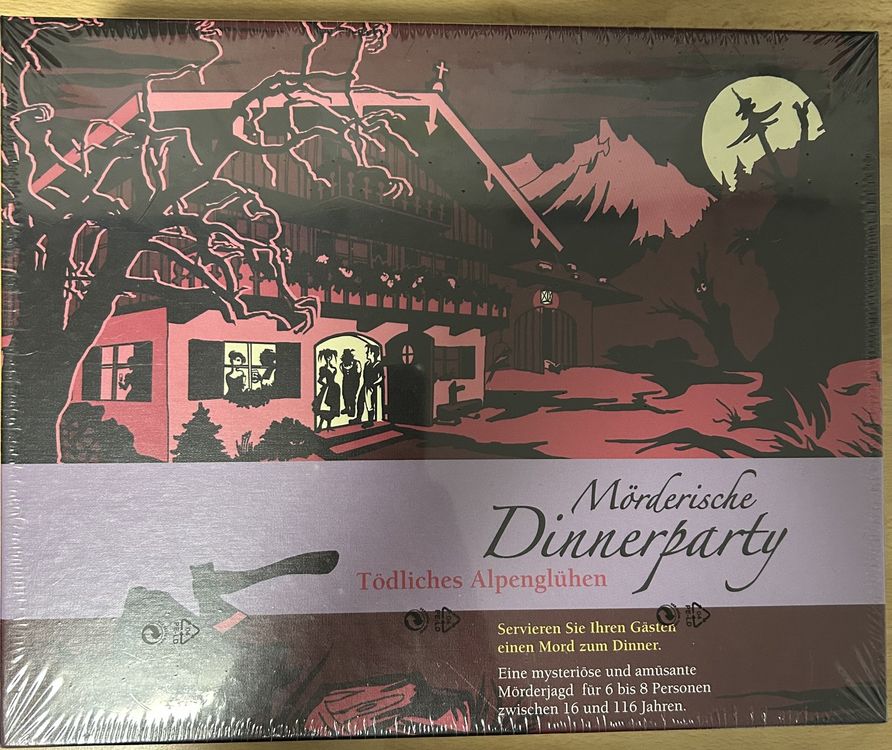 Mörderische
Dinnerparty
Tödliches Alpenglühen
Servieren Sie Ihren Gästen
einen Mord zum Dinner.
Eine mysteriöse und amüsante
Mörderjagd für 6 bis 8 Personen
zwischen 16 und 116 Jahren.